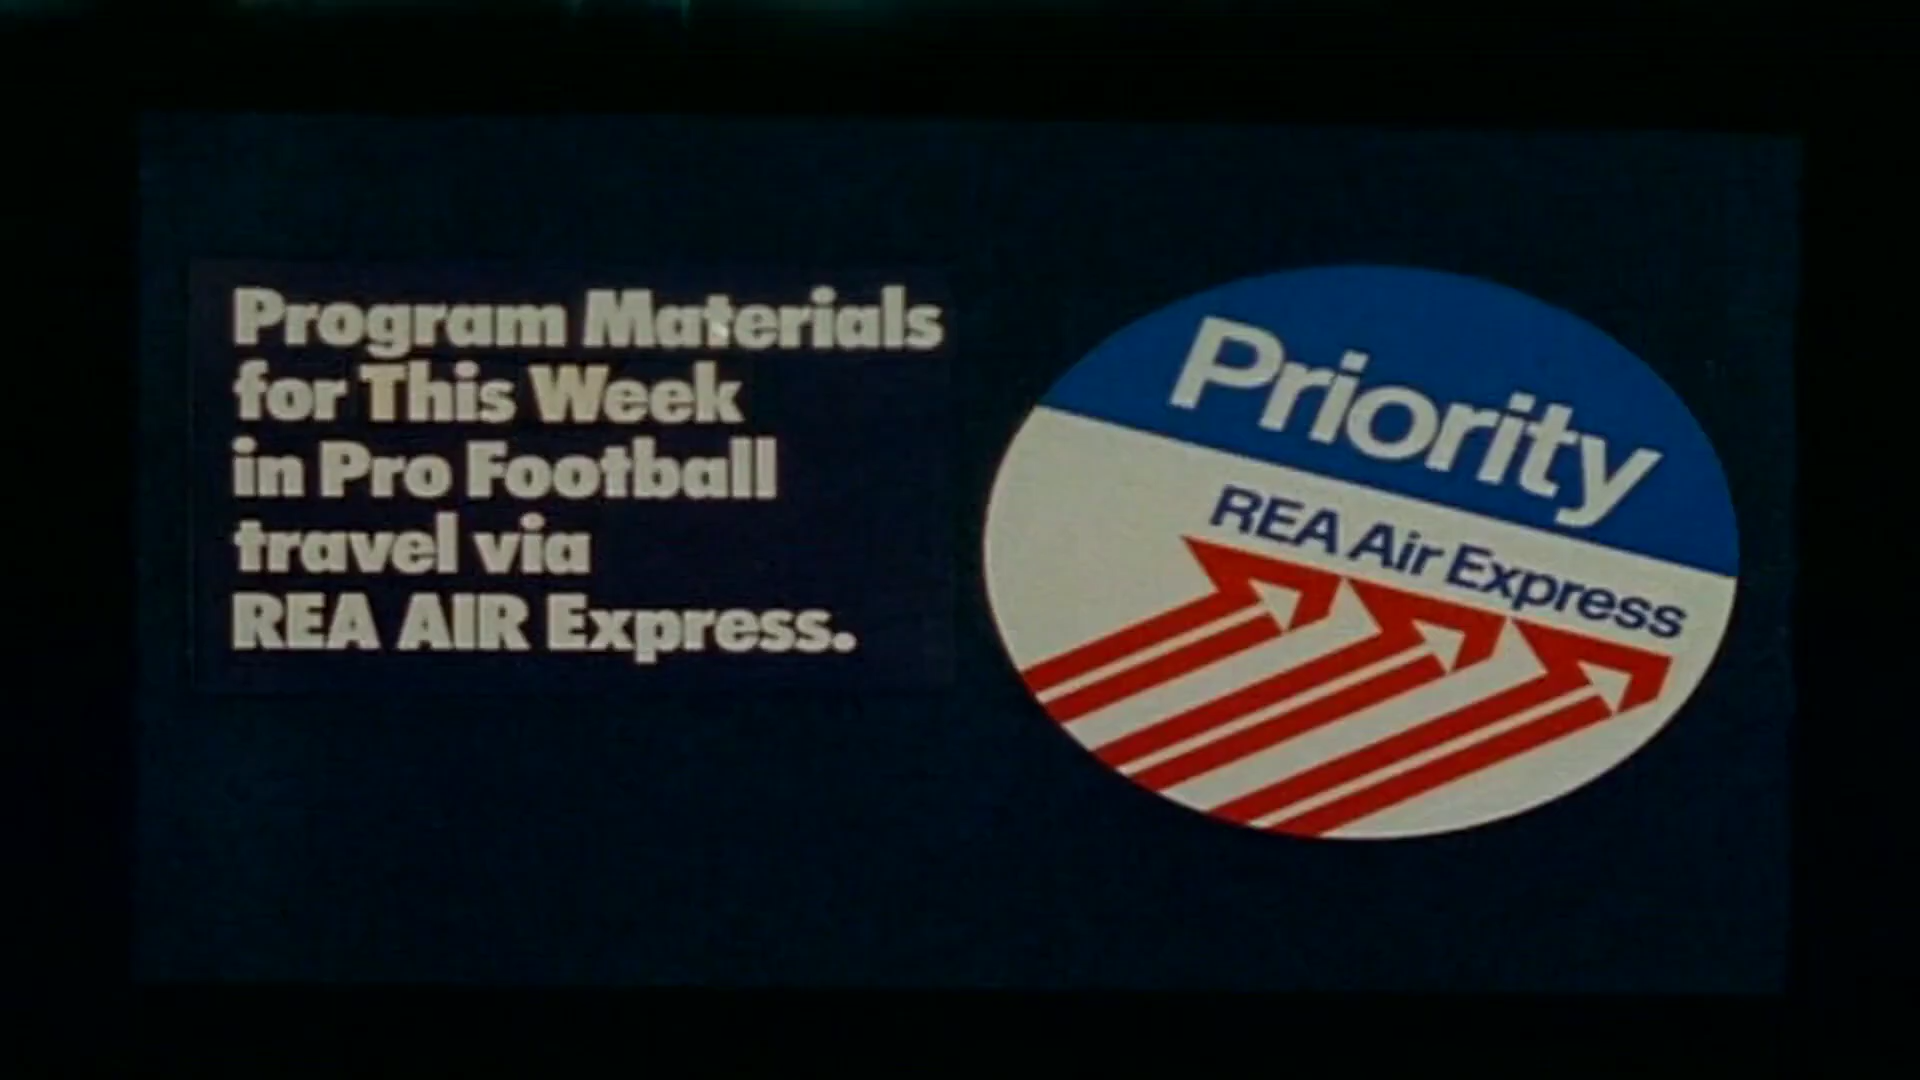 Program Materials
for This Week
in Pro Football
travel via
REA AIR Express.
Priority
REA Air Express